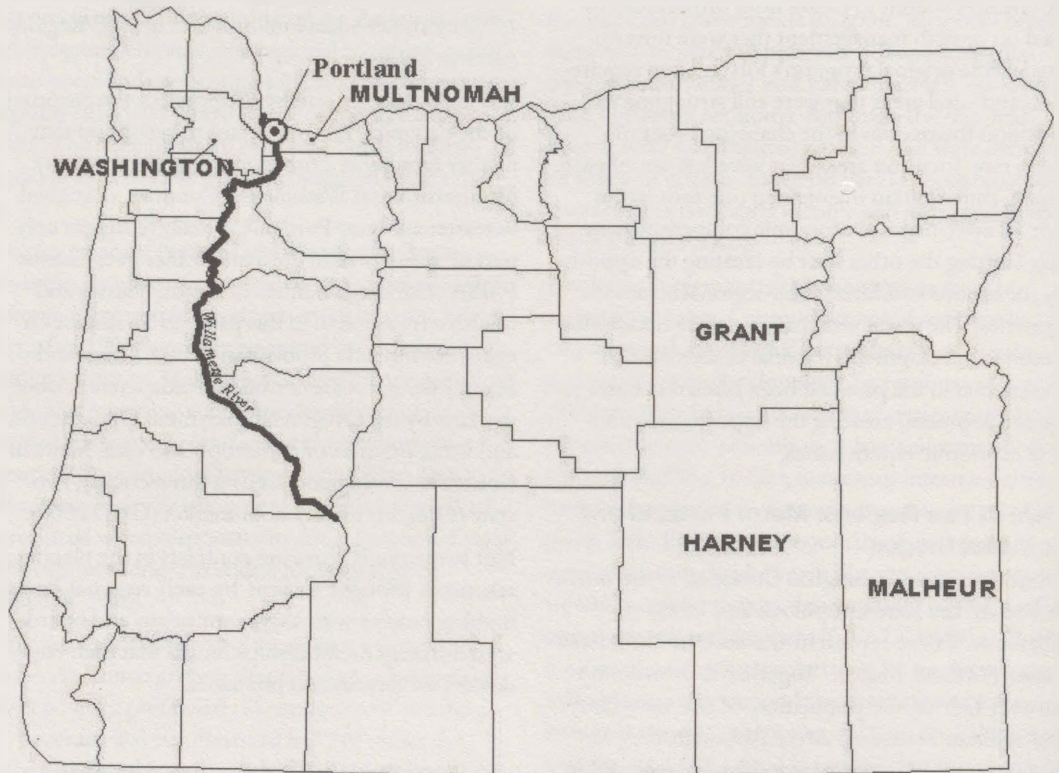 Portland
MULTNOMAH
WASHINGTON
Willamette River
GRANT
HARNEY
MALHEUR